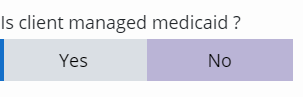 Is client managed medicaid ?
Yes No